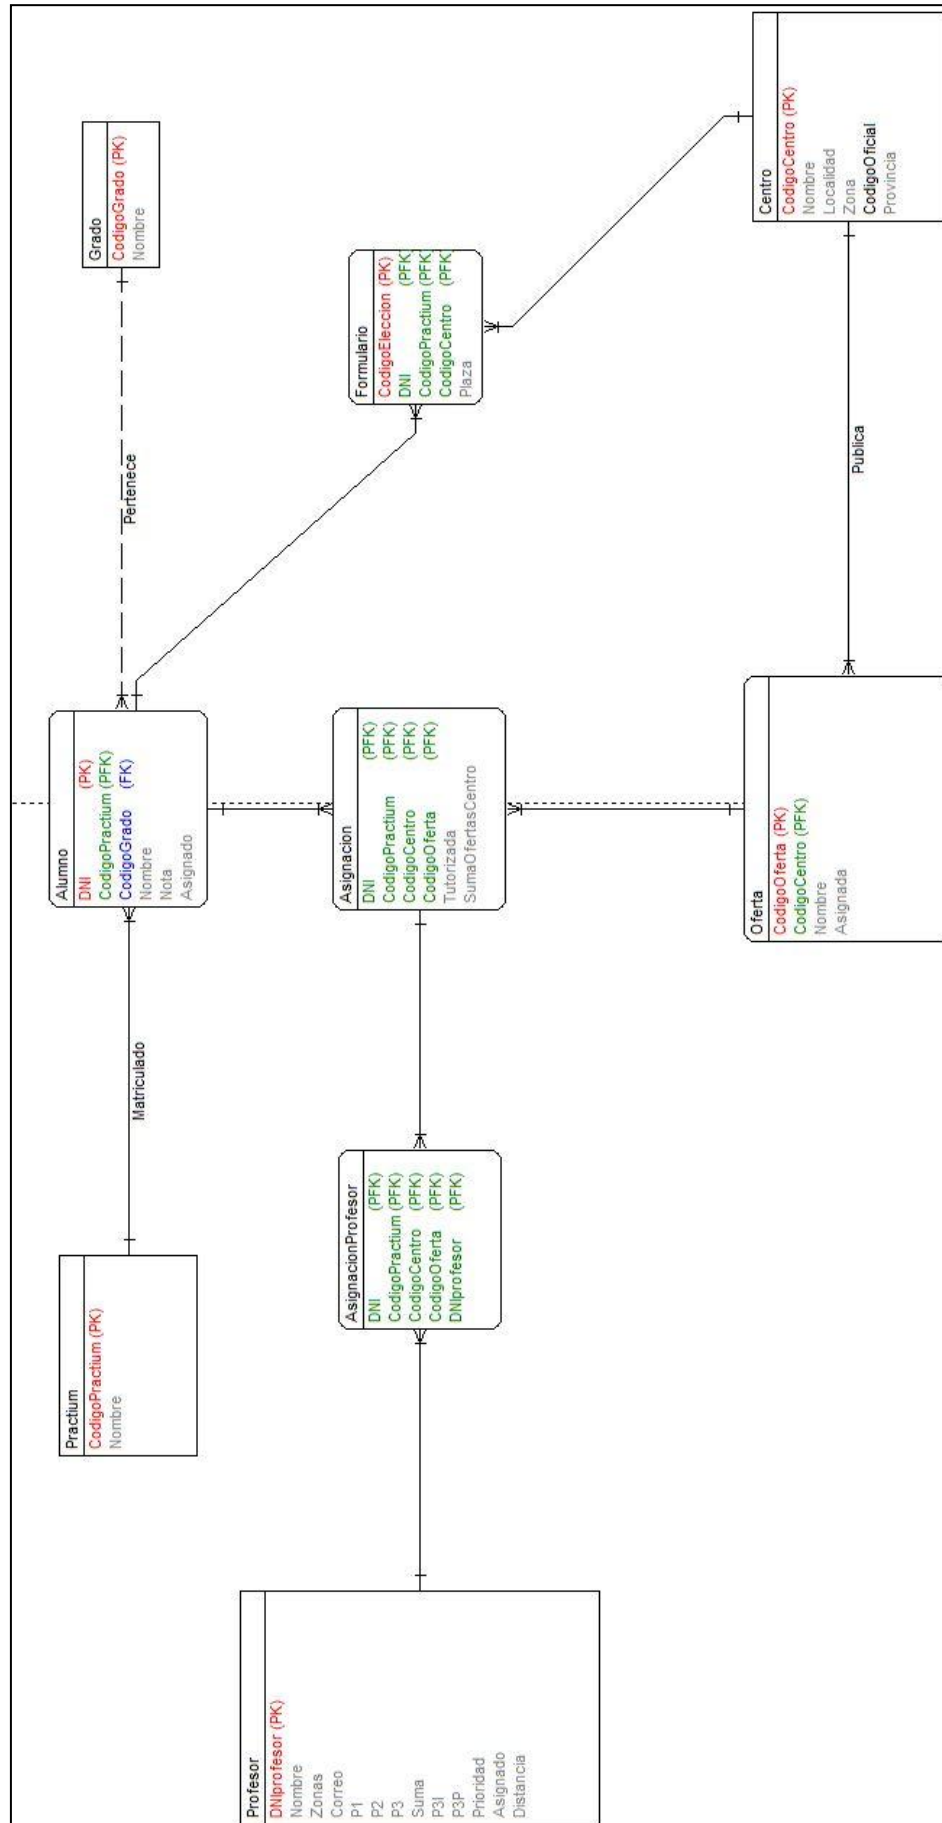 Grado
CodigoGrado (PK)
Nombre
Pertenece
Alumno
DNI (PK)
CodigoPractium (PFK)
CodigoGrado (FK)
Nombre
Nota
Asignado
Matriculado
Practium
CodigoPractium (PK)
Nombre
Formulario
CodigoEleccion (PK)
DNI (PFK)
CodigoPractium (PFK)
CodigoCentro (PFK)
Plaza
Asignacion
DNI (PFK)
CodigoPractium (PFK)
CodigoCentro (PFK)
CodigoOferta (PFK)
Tutorizada
SumaOfertasCentro
AsignacionProfesor
DNI (PFK)
CodigoPractium (PFK)
CodigoCentro (PFK)
CodigoOferta (PFK)
DNIprofesor (PFK)
Profesor
DNIprofesor (PK)
Nombre
Zonas
Correo
P1
P2
P3
Suma
P3I
P3P
Prioridad
Asignado
Distancia
Centro
CodigoCentro (PK)
Nombre
Localidad
Zona
CodigoOficial
Provincia
Publica
Oferta
CodigoOferta (PK)
CodigoCentro (PFK)
Nombre
Asignada